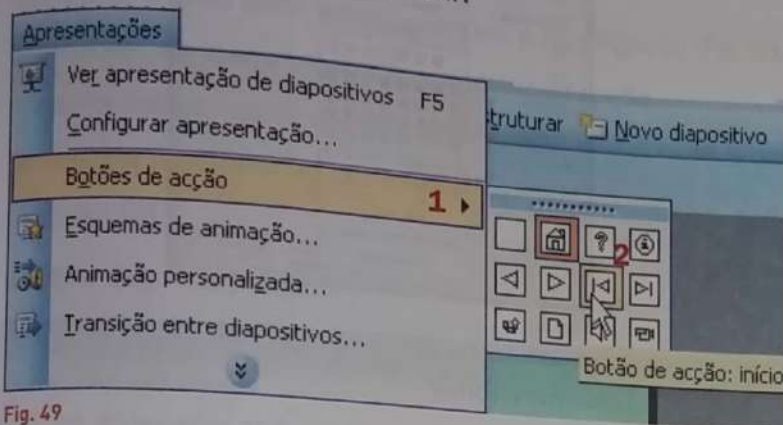 Apresentações
Ver apresentação de diapositivos F5
Configurar apresentação...
Botões de acção 1
Esquemas de animação...
Animação personalizada...
Transição entre diapositivos...
truturar Novo diapositivo
2
Botão de acção: início
Fig. 49